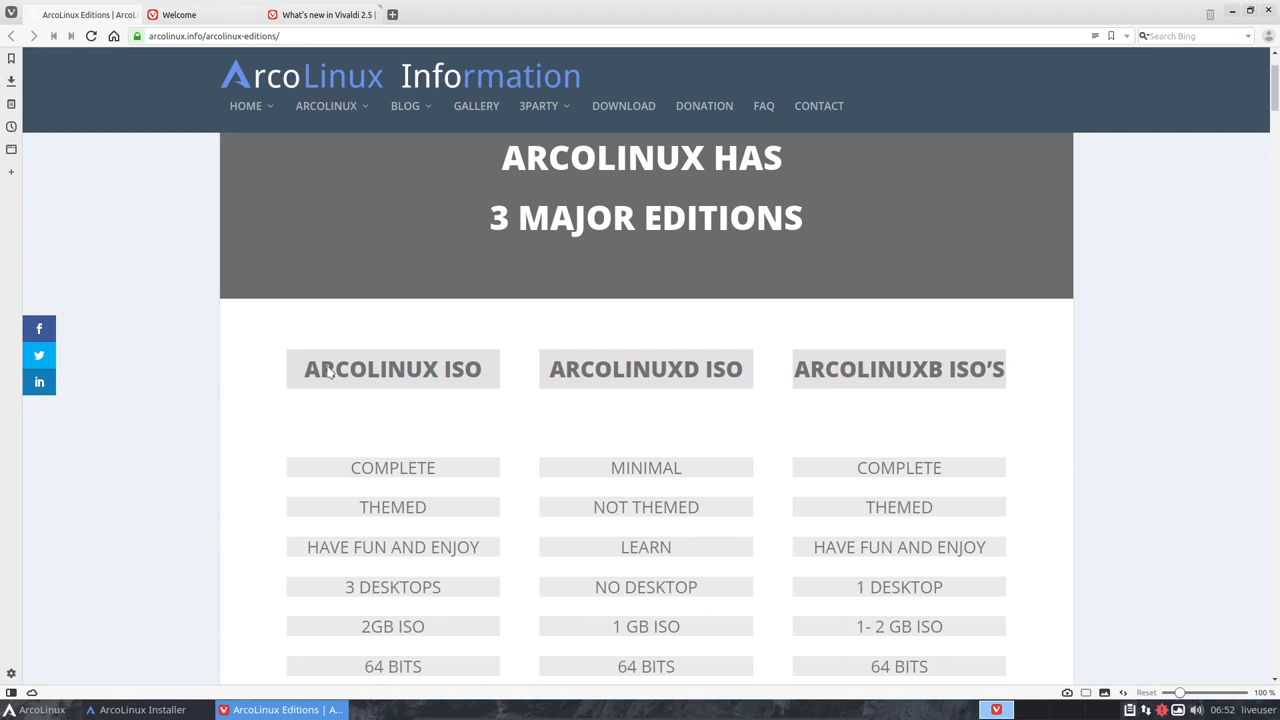 ArcoLinux Editions | ArcoL
Welcome
What's new in Vivaldi 2.5 |
arcolinux.info/arcolinux-editions/
Search Bing
ArcoLinux Information
HOME ARCOLINUX BLOG GALLERY 3PARTY DOWNLOAD DONATION FAQ CONTACT
ARCOLINUX HAS
3 MAJOR EDITIONS
ARCOLINUX ISO ARCOLINUXD ISO ARCOLINUXB ISO'S
COMPLETE MINIMAL COMPLETE
THEMED NOT THEMED THEMED
HAVE FUN AND ENJOY LEARN HAVE FUN AND ENJOY
3 DESKTOPS NO DESKTOP 1 DESKTOP
2GB ISO 1 GB ISO 1- 2 GB ISO
64 BITS 64 BITS 64 BITS
Reset 100 %
ArcoLinux ArcoLinux Installer ArcoLinux Editions | A... 06:52 liveuser